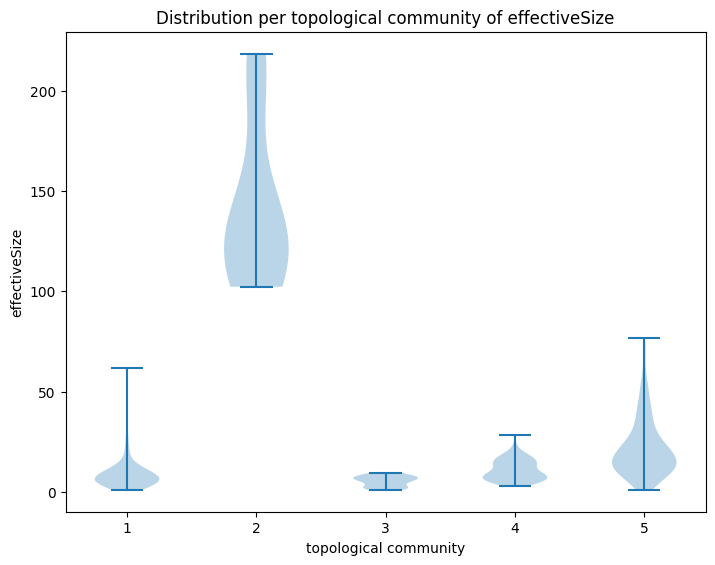 Distribution per topological community of effectiveSize
200
150
100
50
0
effectiveSize
1 2 3 4 5
topological community